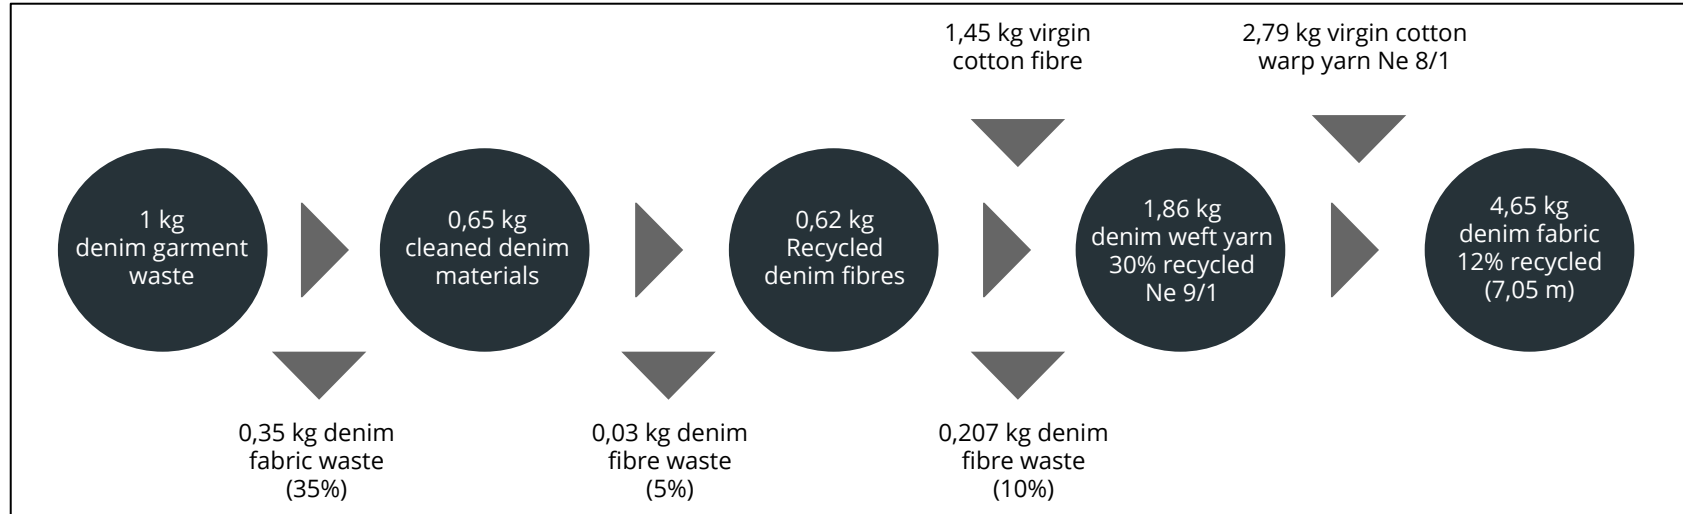 1,45 kg virgin
cotton fibre
2,79 kg virgin cotton
warp yarn Ne 8/1
1 kg
denim garment
waste
0,65 kg
cleaned denim
materials
0,62 kg
Recycled
denim fibres
1,86 kg
denim weft yarn
30% recycled
Ne 9/1
4,65 kg
denim fabric
12% recycled
(7,05 m)
0,35 kg denim
fabric waste
(35%)
0,03 kg denim
fibre waste
(5%)
0,207 kg denim
fibre waste
(10%)